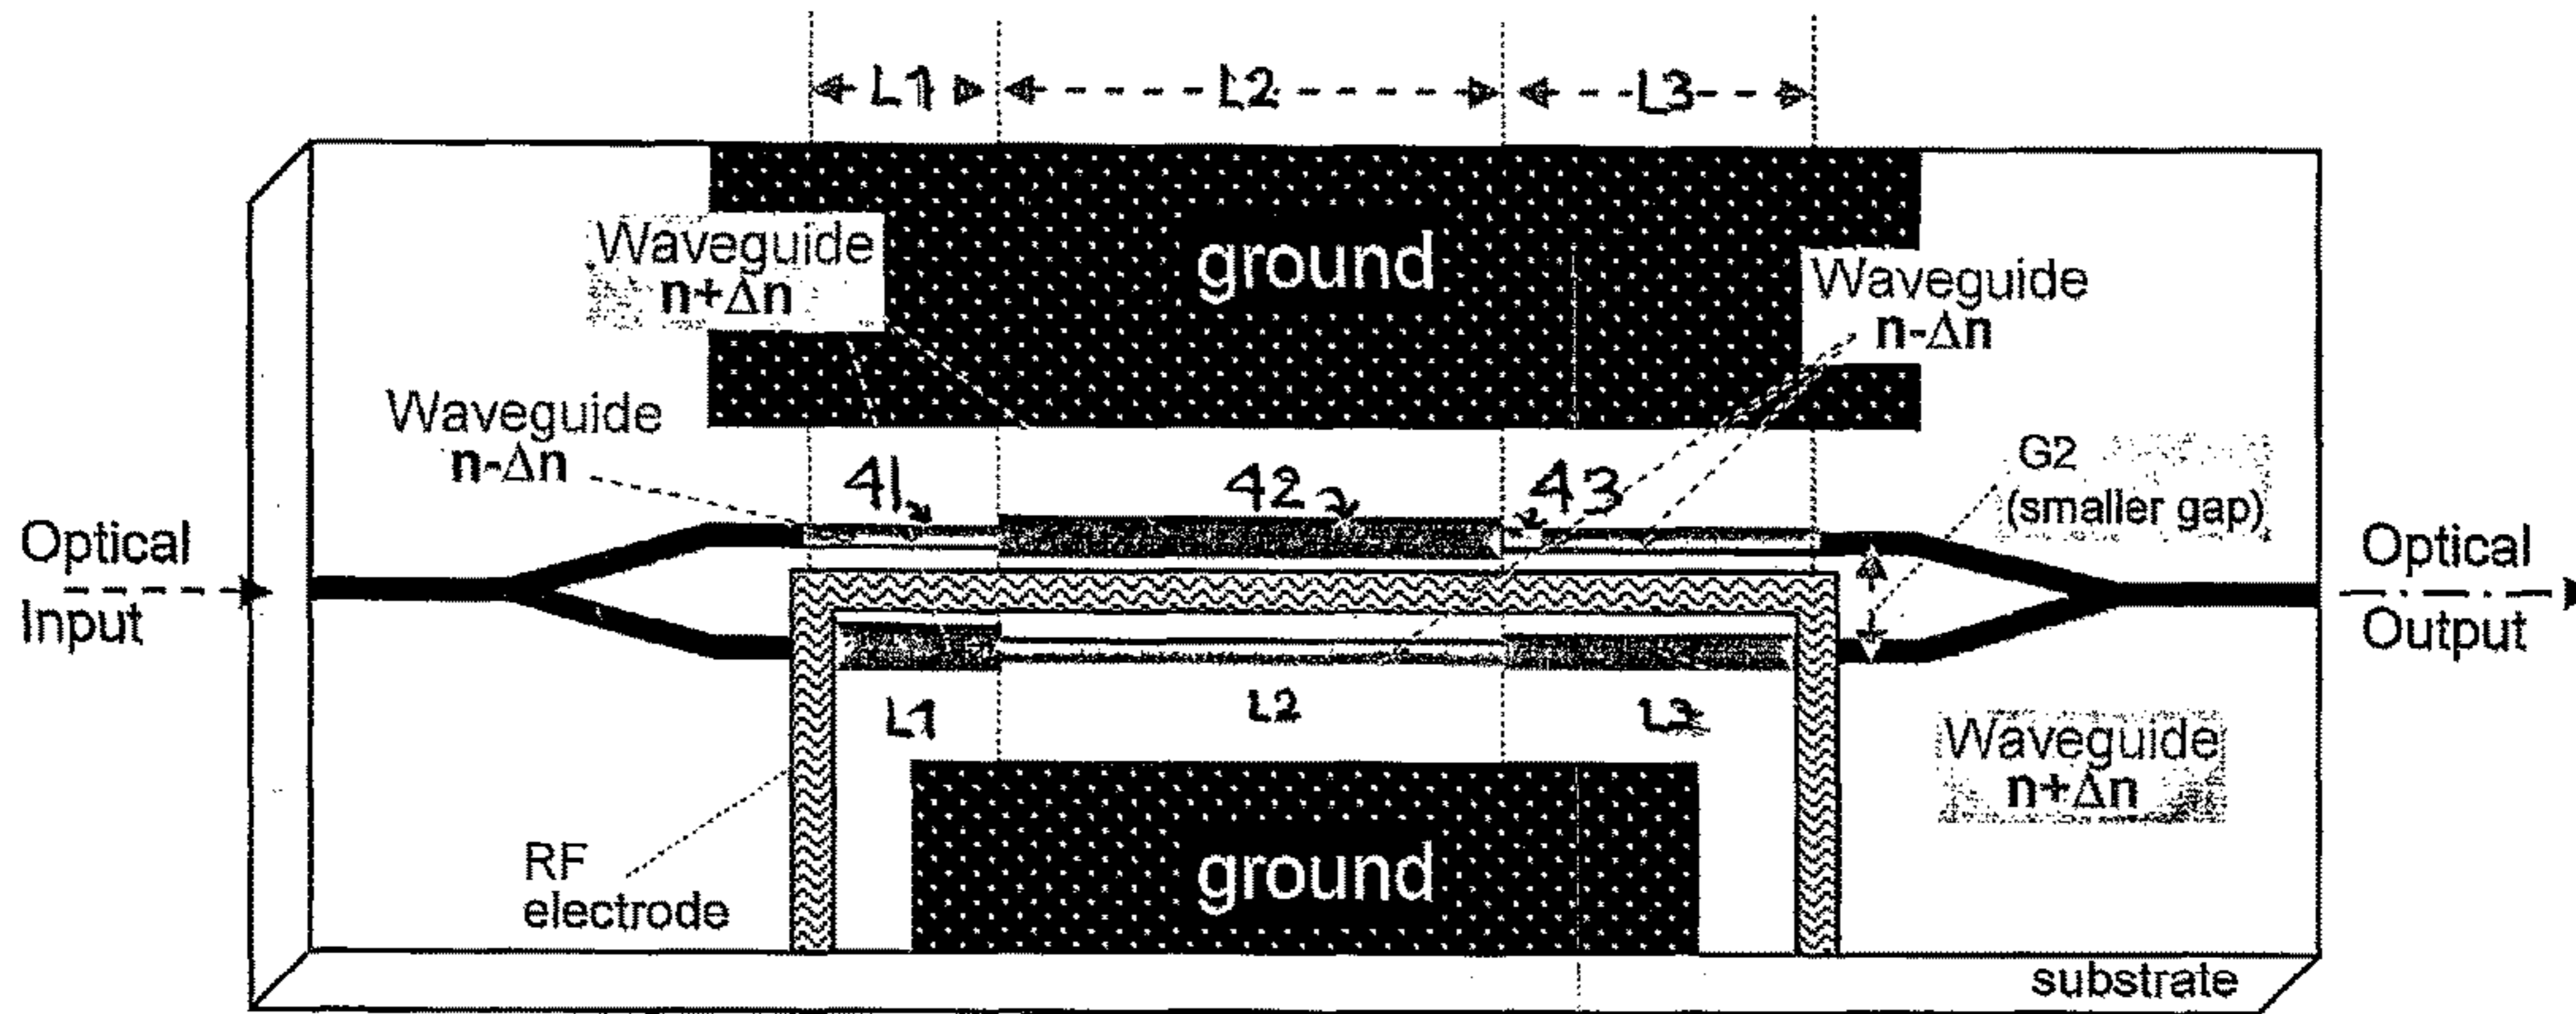 L1
L2
L3
ground
Waveguide
n+Δn
Waveguide
n-Δn
Waveguide
n-Δn
41
42
43
G2
(smaller gap)
Optical
Input
Optical
Output
L1
L2
L3
Waveguide
n+Δn
RF
electrode
ground
substrate